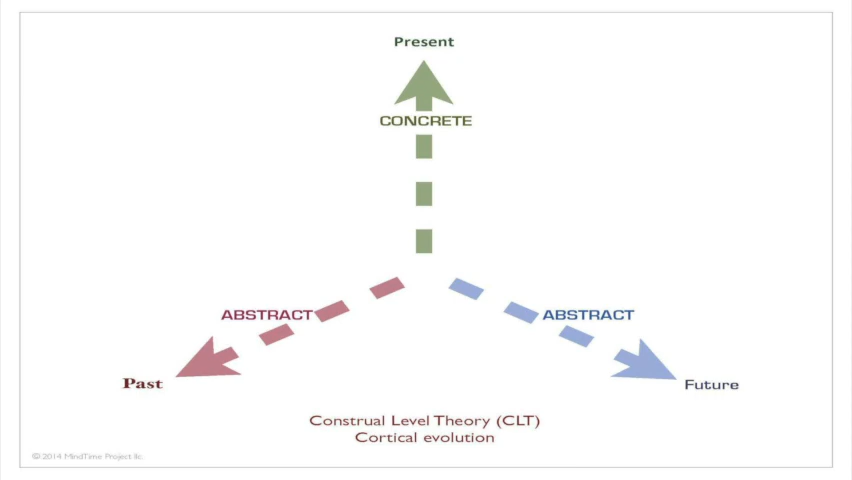 Present
CONCRETE
ABSTRACT
ABSTRACT
Past
Future
Construal Level Theory (CLT)
Cortical evolution
© 2014 MindTime Project llc.